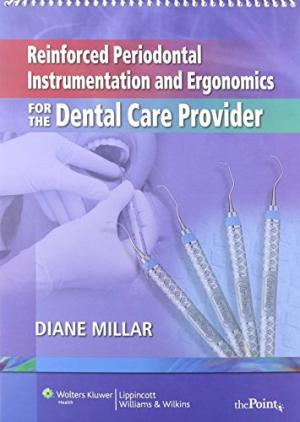 Reinforced Periodontal
Instrumentation and Ergonomics
FOR THE Dental Care Provider
DIANE MILLAR
Wolters Kluwer
Health
Lippincott
Williams & Wilkins
thePoint